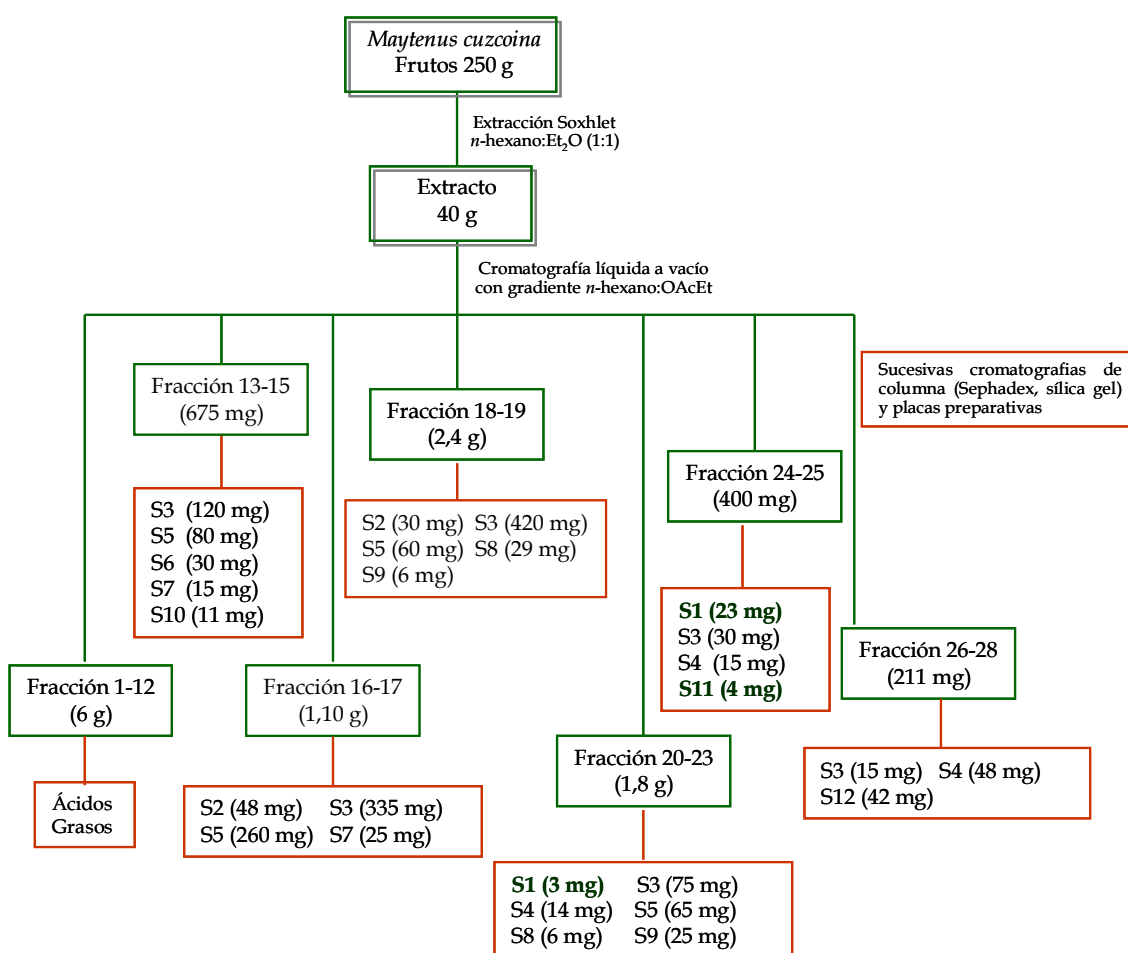 Maytenus cuzcoina
Frutos 250 g
Extracción Soxhlet
n-hexano:Et₂O (1:1)
Extracto
40 g
Cromatografía líquida a vacío
con gradiente n-hexano:OAcEt
Sucesivas cromatografias de
columna (Sephadex, sílica gel)
y placas preparativas
Fracción 13-15
(675 mg)
S3 (120 mg)
S5 (80 mg)
S6 (30 mg)
S7 (15 mg)
S10 (11 mg)
Fracción 18-19
(2,4 g)
S2 (30 mg) S3 (420 mg)
S5 (60 mg) S8 (29 mg)
S9 (6 mg)
Fracción 24-25
(400 mg)
S1 (23 mg)
S3 (30 mg)
S4 (15 mg)
S11 (4 mg)
Fracción 26-28
(211 mg)
S3 (15 mg) S4 (48 mg)
S12 (42 mg)
Fracción 1-12
(6 g)
Ácidos
Grasos
Fracción 16-17
(1,10 g)
S2 (48 mg) S3 (335 mg)
S5 (260 mg) S7 (25 mg)
Fracción 20-23
(1,8 g)
S1 (3 mg) S3 (75 mg)
S4 (14 mg) S5 (65 mg)
S8 (6 mg) S9 (25 mg)